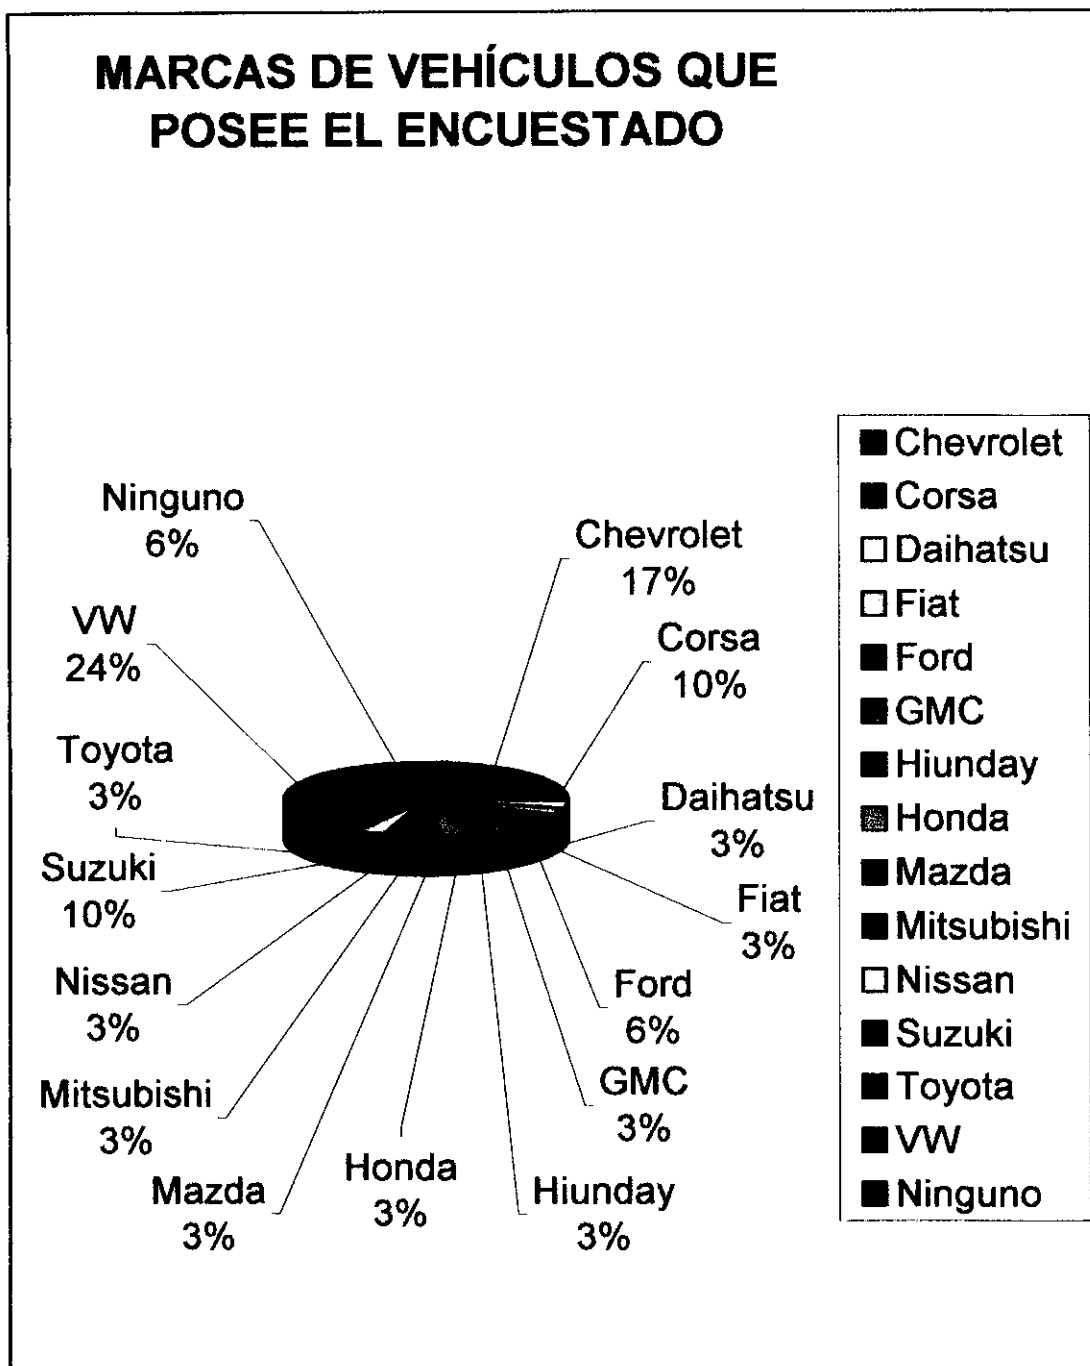 MARCAS DE VEHÍCULOS QUE
POSEE EL ENCUESTADO
Ninguno
6%
Chevrolet
17%
VW
24%
Corsa
10%
Toyota
3%
Daihatsu
3%
Suzuki
10%
Fiat
3%
Nissan
3%
Ford
6%
Mitsubishi
3%
GMC
3%
Mazda
3%
Honda
3%
Hiunday
3%
Chevrolet
Corsa
Daihatsu
Fiat
Ford
GMC
Hiunday
Honda
Mazda
Mitsubishi
Nissan
Suzuki
Toyota
VW
Ninguno